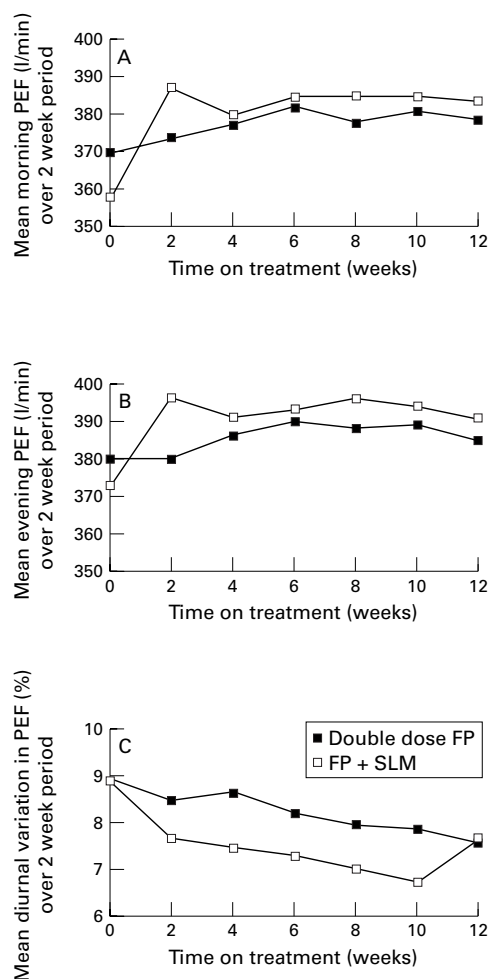 Mean morning PEF (l/min)
over 2 week period
400
390
380
370
360
350
A
0 2 4 6 8 10 12
Time on treatment (weeks)
Mean evening PEF (l/min)
over 2 week period
400
390
380
370
360
350
B
0 2 4 6 8 10 12
Time on treatment (weeks)
Mean diurnal variation in PEF (%)
over 2 week period
10
9
8
7
6
C
Double dose FP
FP + SLM
0 2 4 6 8 10 12
Time on treatment (weeks)